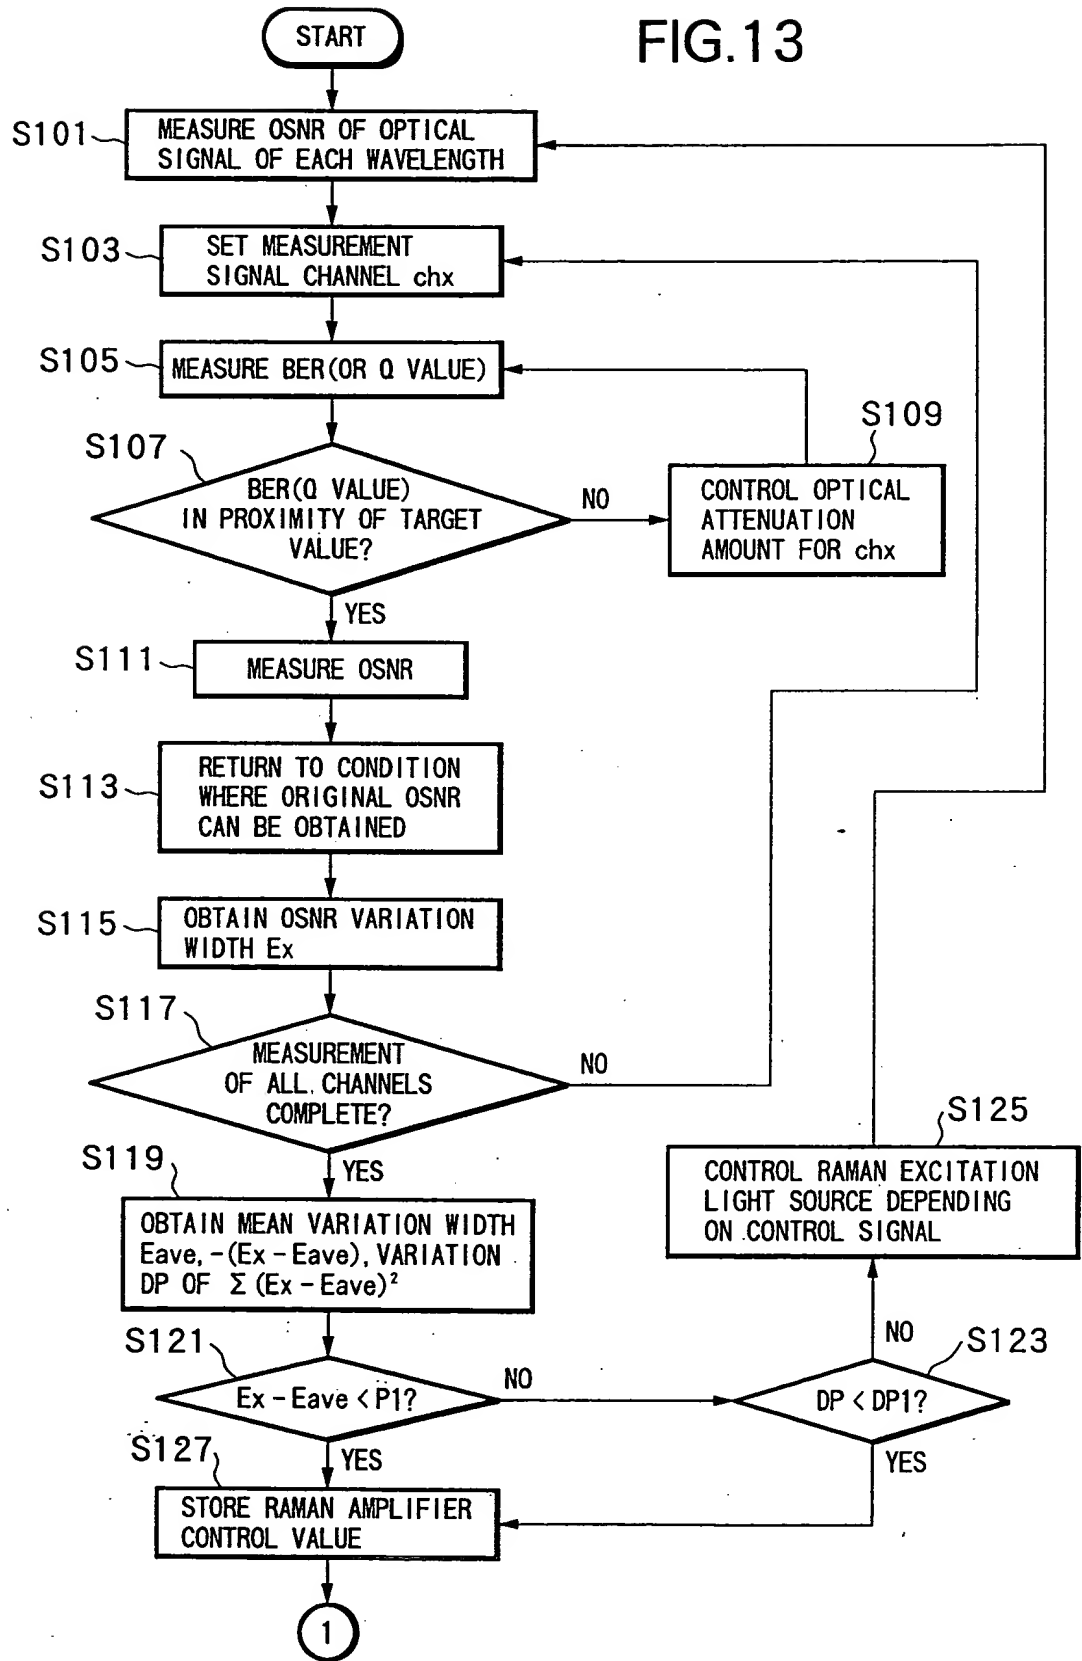 FIG.13
START
S101
MEASURE OSNR OF OPTICAL
SIGNAL OF EACH WAVELENGTH
S103
SET MEASUREMENT
SIGNAL CHANNEL chx
S105
MEASURE BER(OR Q VALUE)
S107
BER(Q VALUE)
IN PROXIMITY OF TARGET
VALUE?
NO
S109
CONTROL OPTICAL
ATTENUATION
AMOUNT FOR chx
YES
S111
MEASURE OSNR
S113
RETURN TO CONDITION
WHERE ORIGINAL OSNR
CAN BE OBTAINED
S115
OBTAIN OSNR VARIATION
WIDTH Ex
S117
MEASUREMENT
OF ALL CHANNELS
COMPLETE?
NO
YES
S119
OBTAIN MEAN VARIATION WIDTH
Eave, -(Ex - Eave), VARIATION
DP OF Σ (Ex - Eave)²
S121
Ex - Eave < P1?
NO
S123
DP < DP1?
NO
S125
CONTROL RAMAN EXCITATION
LIGHT SOURCE DEPENDING
ON CONTROL SIGNAL
YES
YES
S127
STORE RAMAN AMPLIFIER
CONTROL VALUE
1